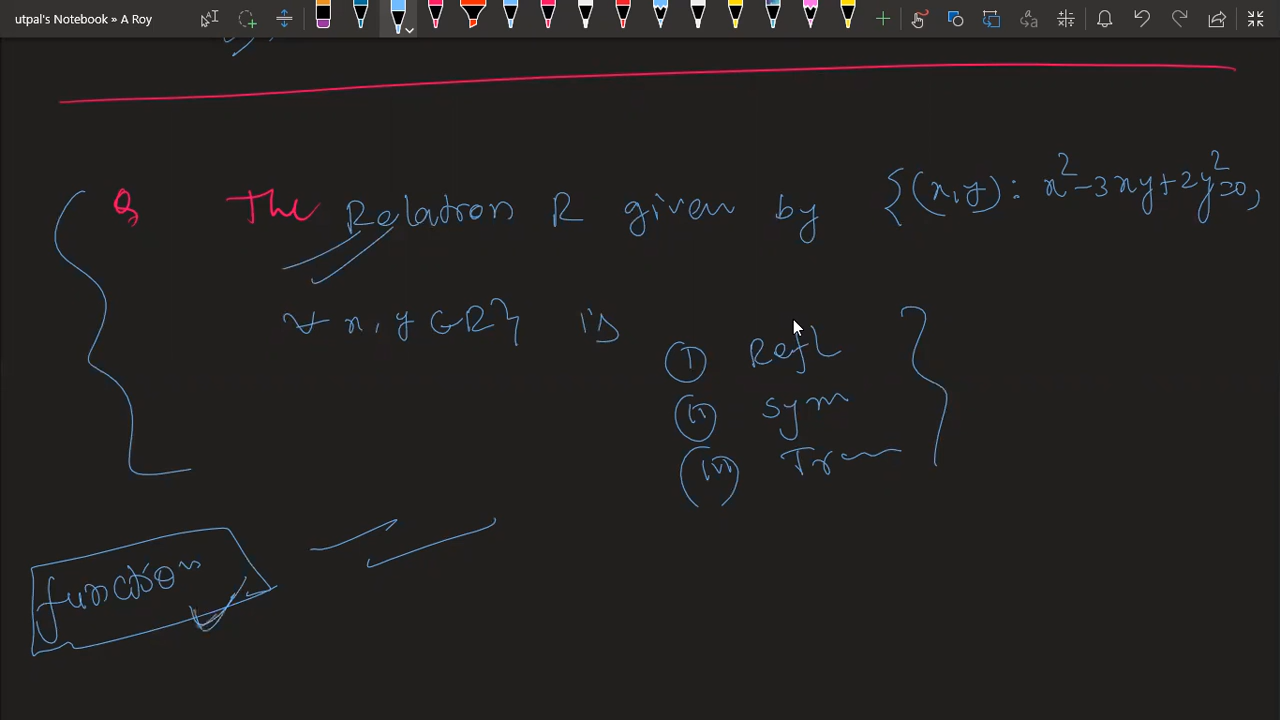 utpal's Notebook » A Roy
Q The Relation R given by {(x,y): x²-3xy+2y²=0,
∀ x, y ∈ R} is
(i) Refl
(ii) Sym
(iii) Tran
function